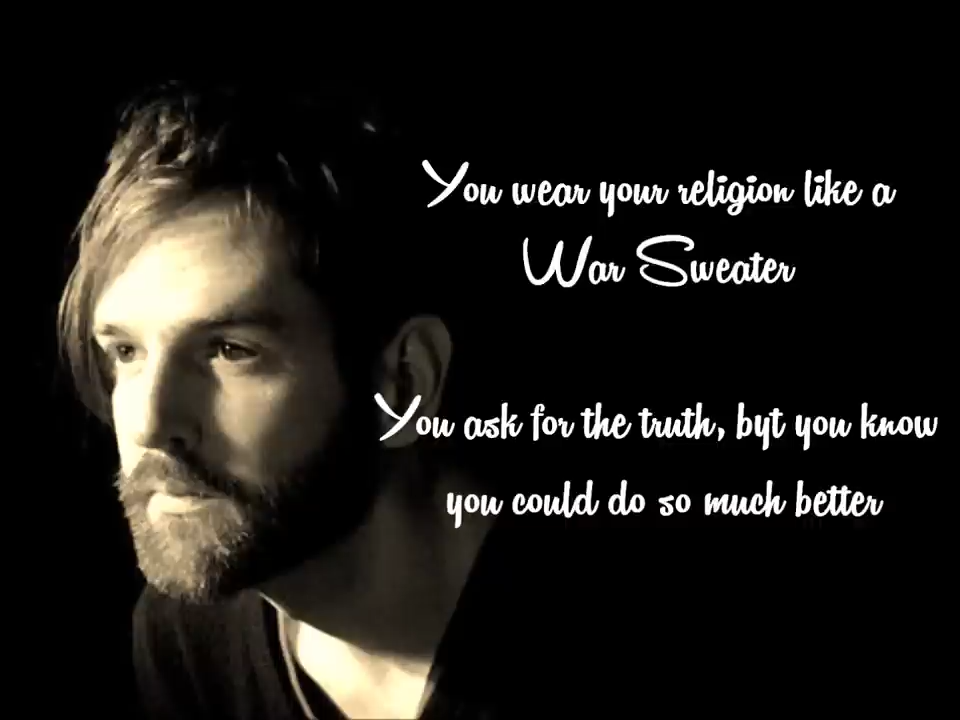 You wear your religion like a
War Sweater
You ask for the truth, byt you know
you could do so much better